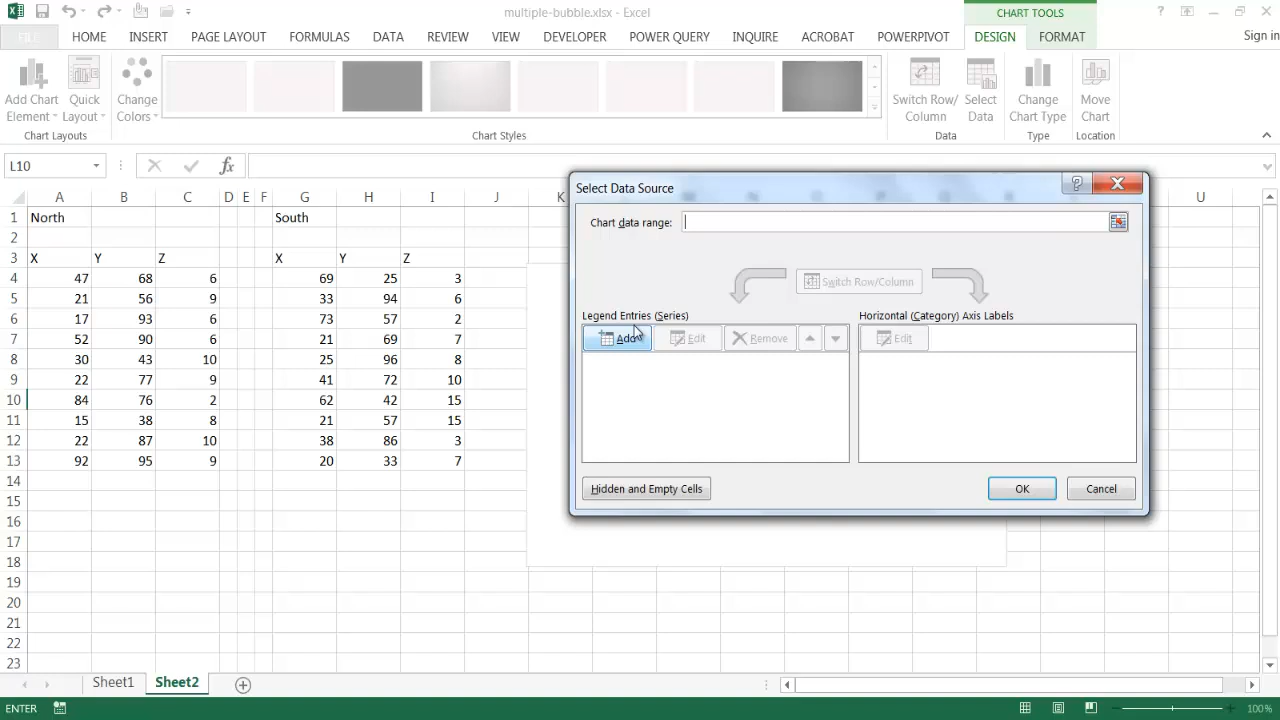 multiple-bubble.xlsx - Excel
CHART TOOLS
FILE HOME INSERT PAGE LAYOUT FORMULAS DATA REVIEW VIEW DEVELOPER POWER QUERY INQUIRE ACROBAT POWERPIVOT DESIGN FORMAT Sign in
Add Chart Element
Quick Layout
Change Colors
Switch Row/ Column
Select Data
Change Chart Type
Move Chart
Chart Layouts
Chart Styles
Data
Type
Location
L10
fx
A B C D E F G H I J K U
1 North South
2
3 X Y Z X Y Z
4 47 68 6 69 25 3
5 21 56 9 33 94 6
6 17 93 6 73 57 2
7 52 90 6 21 69 7
8 30 43 10 25 96 8
9 22 77 9 41 72 10
10 84 76 2 62 42 15
11 15 38 8 21 57 15
12 22 87 10 38 86 3
13 92 95 9 20 33 7
14
15
16
17
18
19
20
21
22
23
Select Data Source
Chart data range:
Switch Row/Column
Legend Entries (Series)
Horizontal (Category) Axis Labels
Add Edit Remove
Edit
Hidden and Empty Cells
OK
Cancel
Sheet1 Sheet2
ENTER
100%